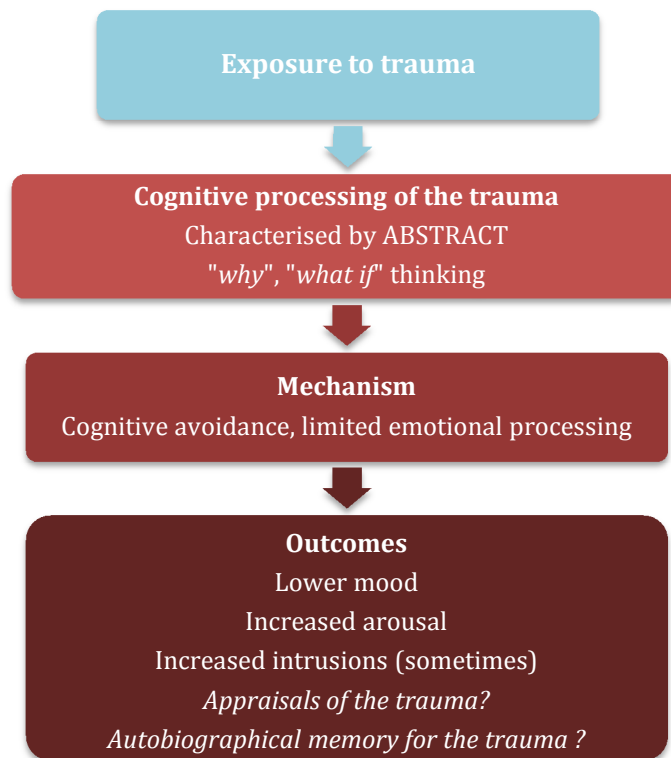 Exposure to trauma
Cognitive processing of the trauma
Characterised by ABSTRACT
"why", "what if" thinking
Mechanism
Cognitive avoidance, limited emotional processing
Outcomes
Lower mood
Increased arousal
Increased intrusions (sometimes)
Appraisals of the trauma?
Autobiographical memory for the trauma ?